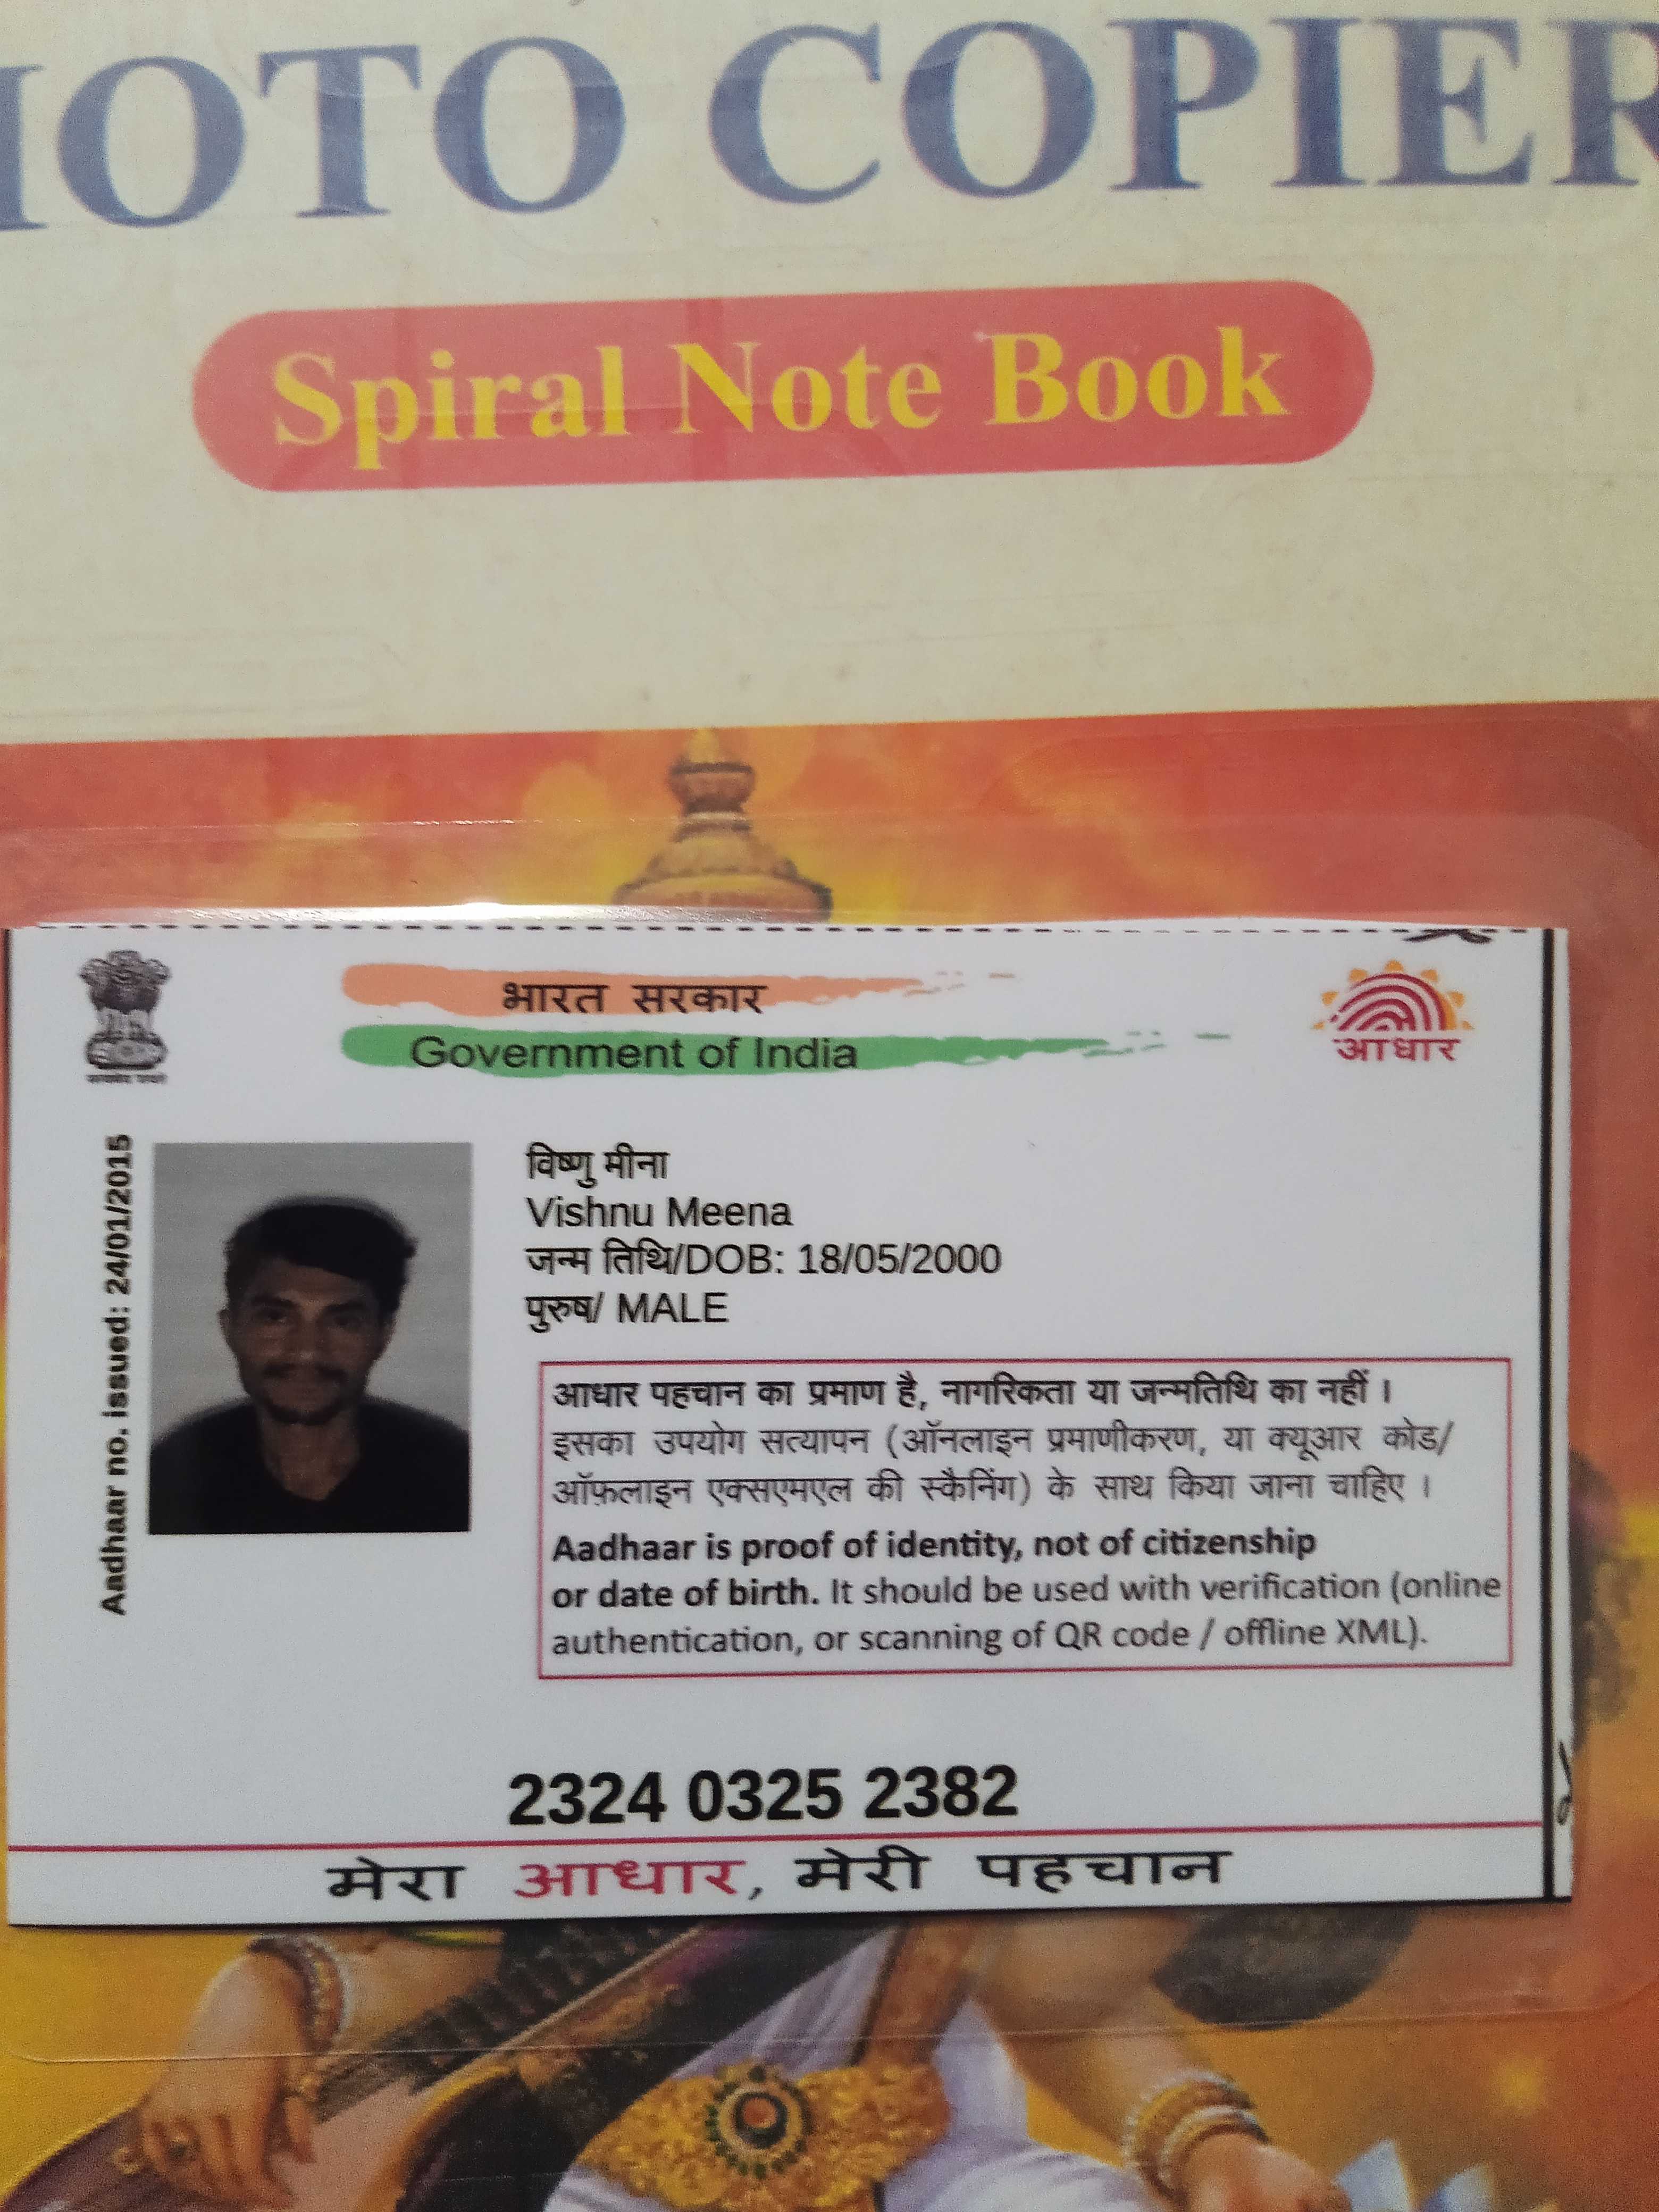 HOTO COPIER
Spiral Note Book
भारत सरकार
Government of India
आधार
Aadhaar no. issued: 24/01/2015
विष्णु मीना
Vishnu Meena
जन्म तिथि/DOB: 18/05/2000
पुरुष/ MALE
आधार पहचान का प्रमाण है, नागरिकता या जन्मतिथि का नहीं ।
इसका उपयोग सत्यापन (ऑनलाइन प्रमाणीकरण, या क्यूआर कोड/
ऑफ़लाइन एक्सएमएल की स्कैनिंग) के साथ किया जाना चाहिए ।
Aadhaar is proof of identity, not of citizenship
or date of birth. It should be used with verification (online
authentication, or scanning of QR code / offline XML).
2324 0325 2382
मेरा आधार, मेरी पहचान